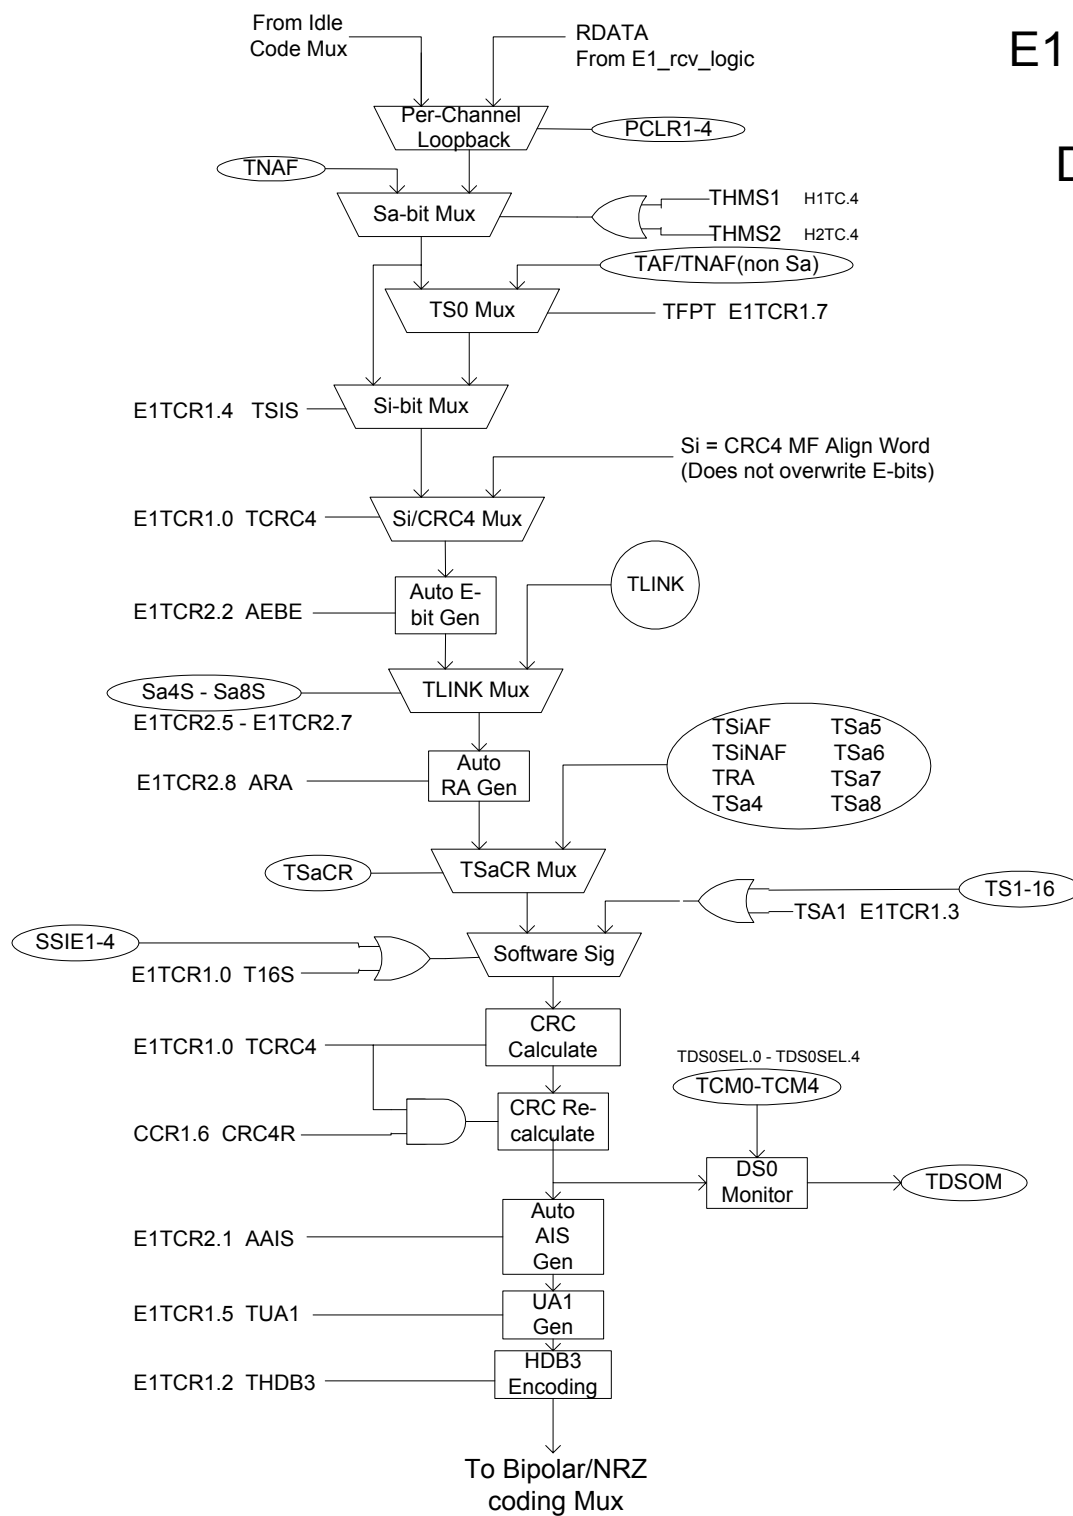 From Idle
Code Mux
RDATA
From E1_rcv_logic
E1
Per-Channel
Loopback
PCLR1-4
D
TNAF
Sa-bit Mux
THMS1 H1TC.4
THMS2 H2TC.4
TAF/TNAF(non Sa)
TS0 Mux
TFPT E1TCR1.7
E1TCR1.4 TSIS
Si-bit Mux
Si = CRC4 MF Align Word
(Does not overwrite E-bits)
E1TCR1.0 TCRC4
Si/CRC4 Mux
TLINK
E1TCR2.2 AEBE
Auto E-
bit Gen
Sa4S - Sa8S
TLINK Mux
E1TCR2.5 - E1TCR2.7
TSiAF TSa5
TSiNAF TSa6
TRA TSa7
TSa4 TSa8
E1TCR2.8 ARA
Auto
RA Gen
TSaCR
TSaCR Mux
TS1-16
TSA1 E1TCR1.3
SSIE1-4
E1TCR1.0 T16S
Software Sig
E1TCR1.0 TCRC4
CRC
Calculate
TDS0SEL.0 - TDS0SEL.4
TCM0-TCM4
CCR1.6 CRC4R
CRC Re-
calculate
DS0
Monitor
TDSOM
E1TCR2.1 AAIS
Auto
AIS
Gen
E1TCR1.5 TUA1
UA1
Gen
E1TCR1.2 THDB3
HDB3
Encoding
To Bipolar/NRZ
coding Mux